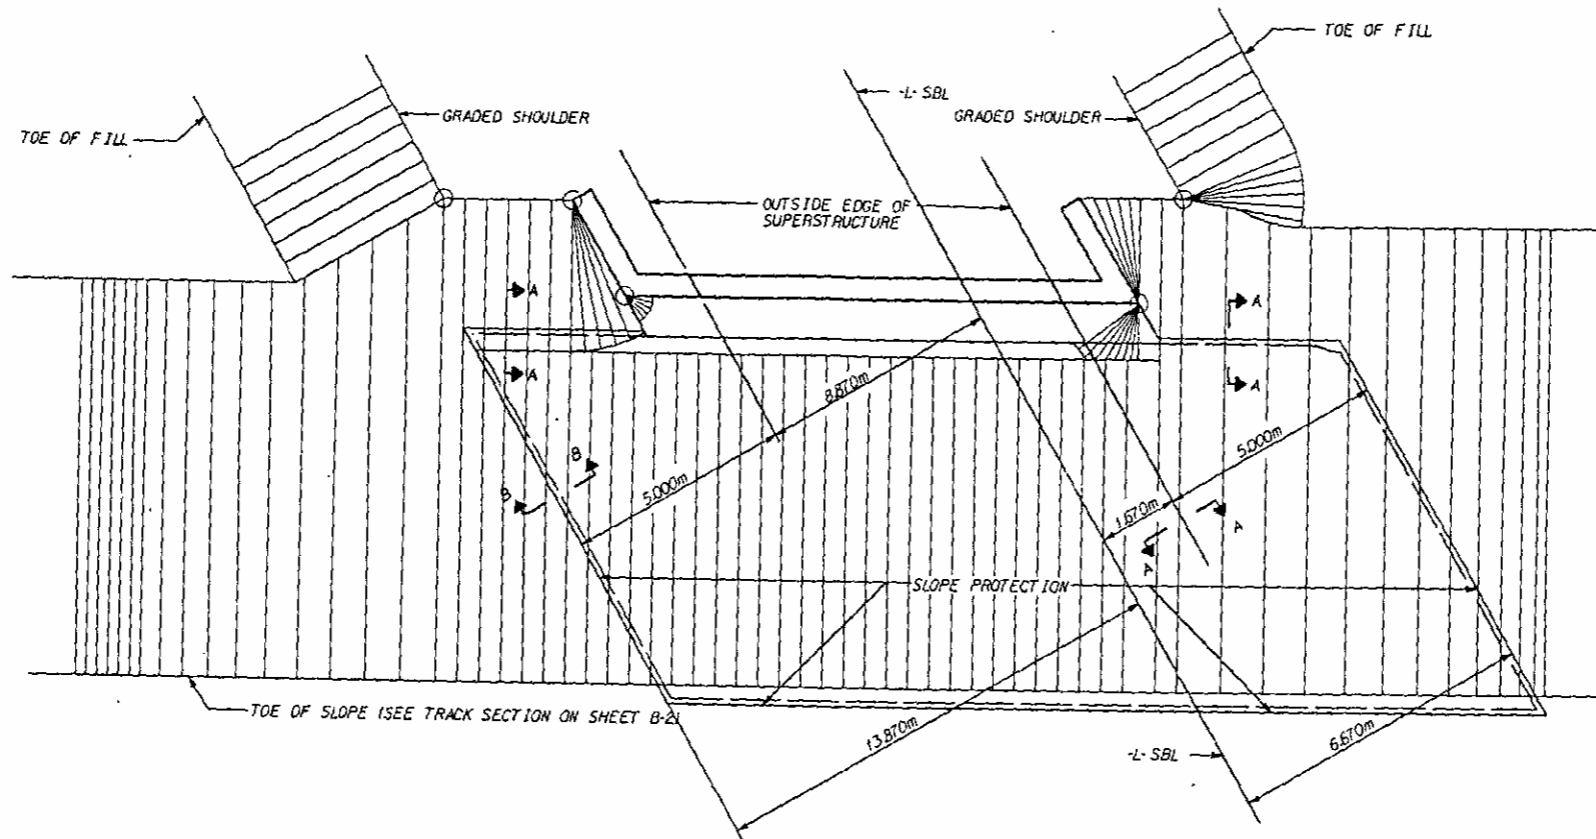 TOE OF FILL
-L- SBL
GRADED SHOULDER
GRADED SHOULDER
TOE OF FILL
OUTSIDE EDGE OF
SUPERSTRUCTURE
A
A
A
A
8.870m
5.000m
B
B
5.000m
1.670m
A
A
SLOPE PROTECTION
TOE OF SLOPE (SEE TRACK SECTION ON SHEET B-2)
13.870m
-L- SBL
6.670m